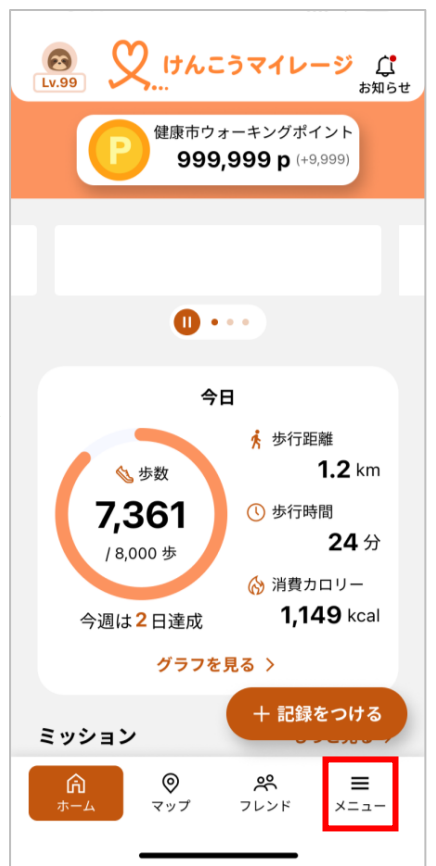 Lv.99
けんこうマイレージ
お知らせ
P
健康市ウォーキングポイント
999,999 p (+9,999)
今日
歩数
7,361
/ 8,000 歩
今週は2日達成
歩行距離
1.2 km
歩行時間
24 分
消費カロリー
1,149 kcal
グラフを見る
記録をつける
ミッション
ホーム
マップ
フレンド
メニュー